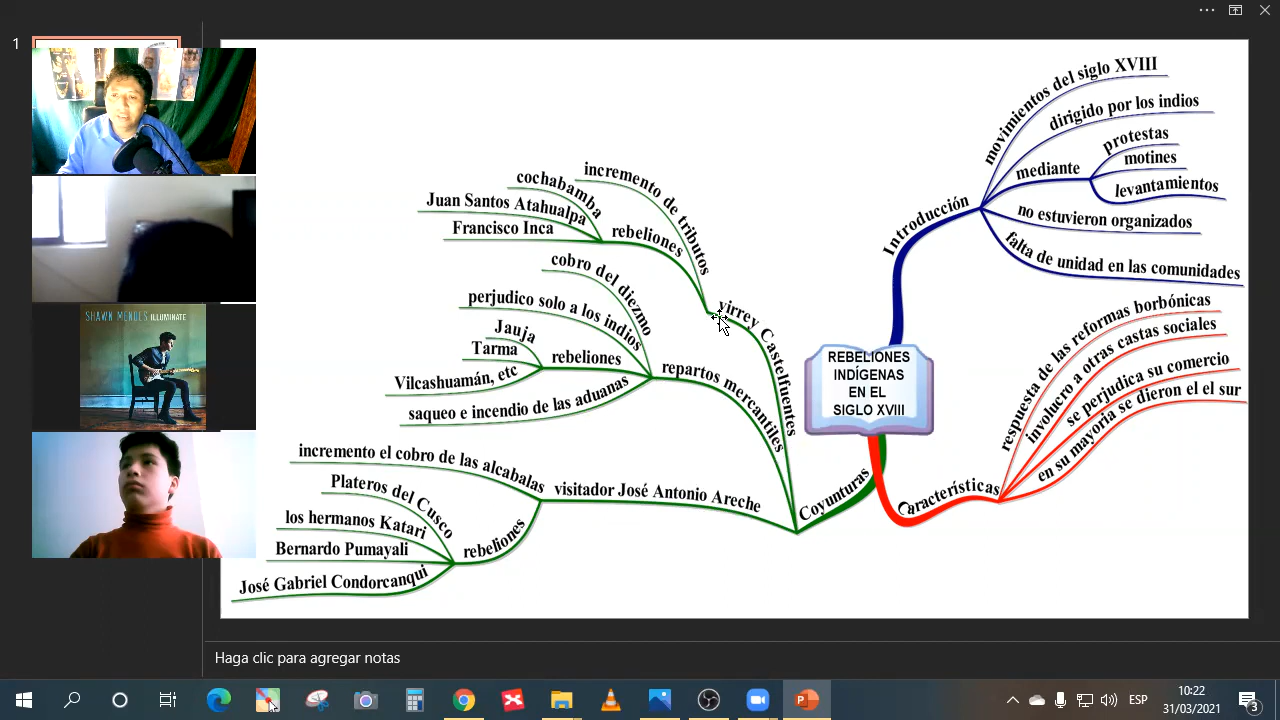 1
SHAWN MENDES ILLUMINATE
REBELIONES
INDÍGENAS
EN EL
SIGLO XVIII
Introducción
movimientos del siglo XVIII
dirigido por los indios
mediante
protestas
motines
levantamientos
no estuvieron organizados
falta de unidad en las comunidades
Características
respuesta de las reformas borbónicas
involucro a otras castas sociales
se perjudica su comercio
en su mayoria se dieron el el sur
Coyunturas
virrey Castelfuentes
incremento de tributos
rebeliones
cochabamba
Juan Santos Atahualpa
Francisco Inca
repartos mercantiles
cobro del diezmo
perjudico solo a los indios
rebeliones
Jauja
Tarma
Vilcashuamán, etc
saqueo e incendio de las aduanas
visitador José Antonio Areche
incremento el cobro de las alcabalas
rebeliones
Plateros del Cusco
los hermanos Katari
Bernardo Pumayali
José Gabriel Condorcanqui
Haga clic para agregar notas
ESP
10:22
31/03/2021
3